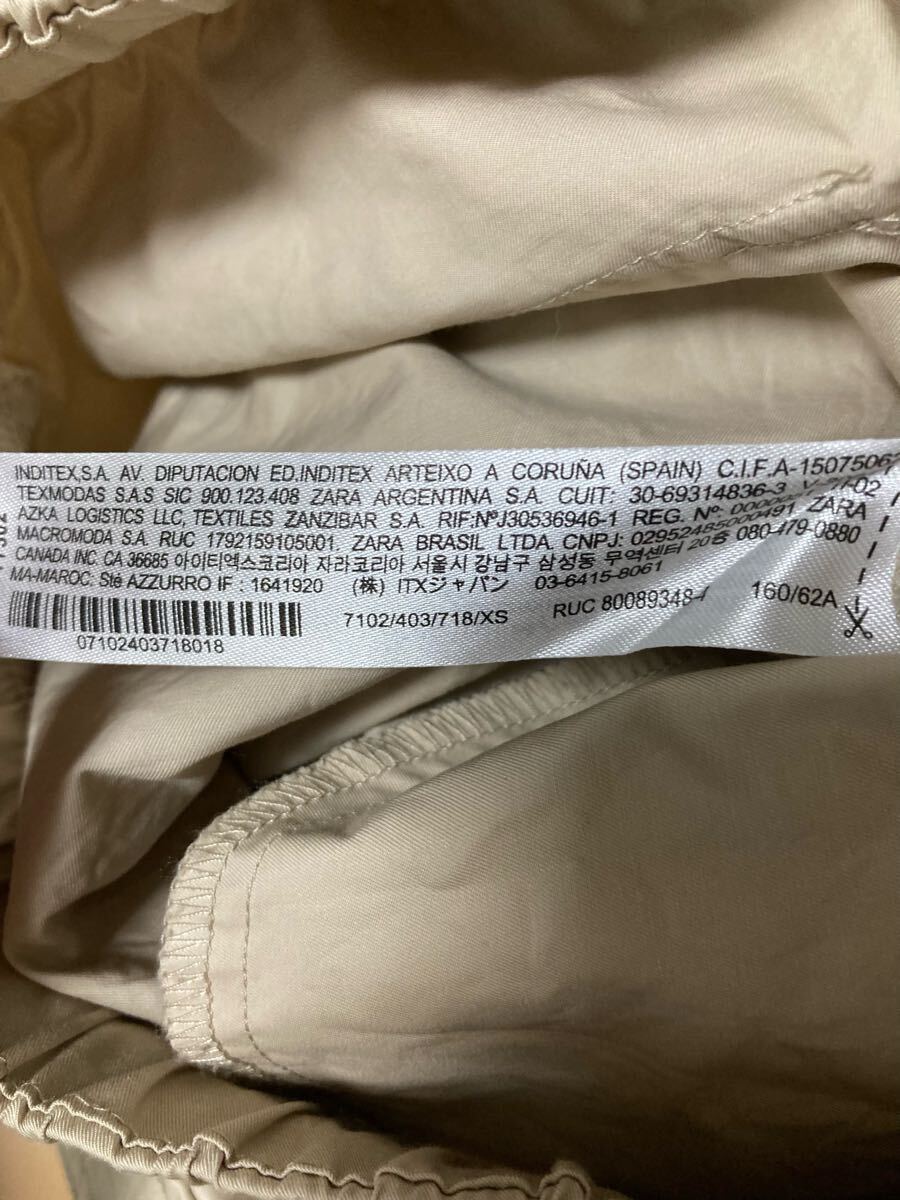 INDITEX,S.A. AV. DIPUTACION ED.INDITEX ARTEIXO A CORUÑA (SPAIN) C.I.F.A-1507506
TEXMODAS S.A.S SIC 900.123.408 ZARA ARGENTINA S.A. CUIT: 30-69314836-3
AZKA LOGISTICS LLC, TEXTILES ZANZIBAR S.A. RIF:NºJ30536946-1 REG. Nº. ZARA
MACROMODA S.A. RUC 1792159105001. ZARA BRASIL LTDA. CNPJ: 02952485000491
CANADA INC. CA 36685 아이티엑스코리아 자라코리아 서울시 강남구 삼성동 무역센터 20층 080-479-0880
MA-MAROC: Sté AZZURRO IF : 1641920 (株) ITXジャパン 03-6415-8061
07102403718018
7102/403/718/XS
RUC 80089348-
160/62A